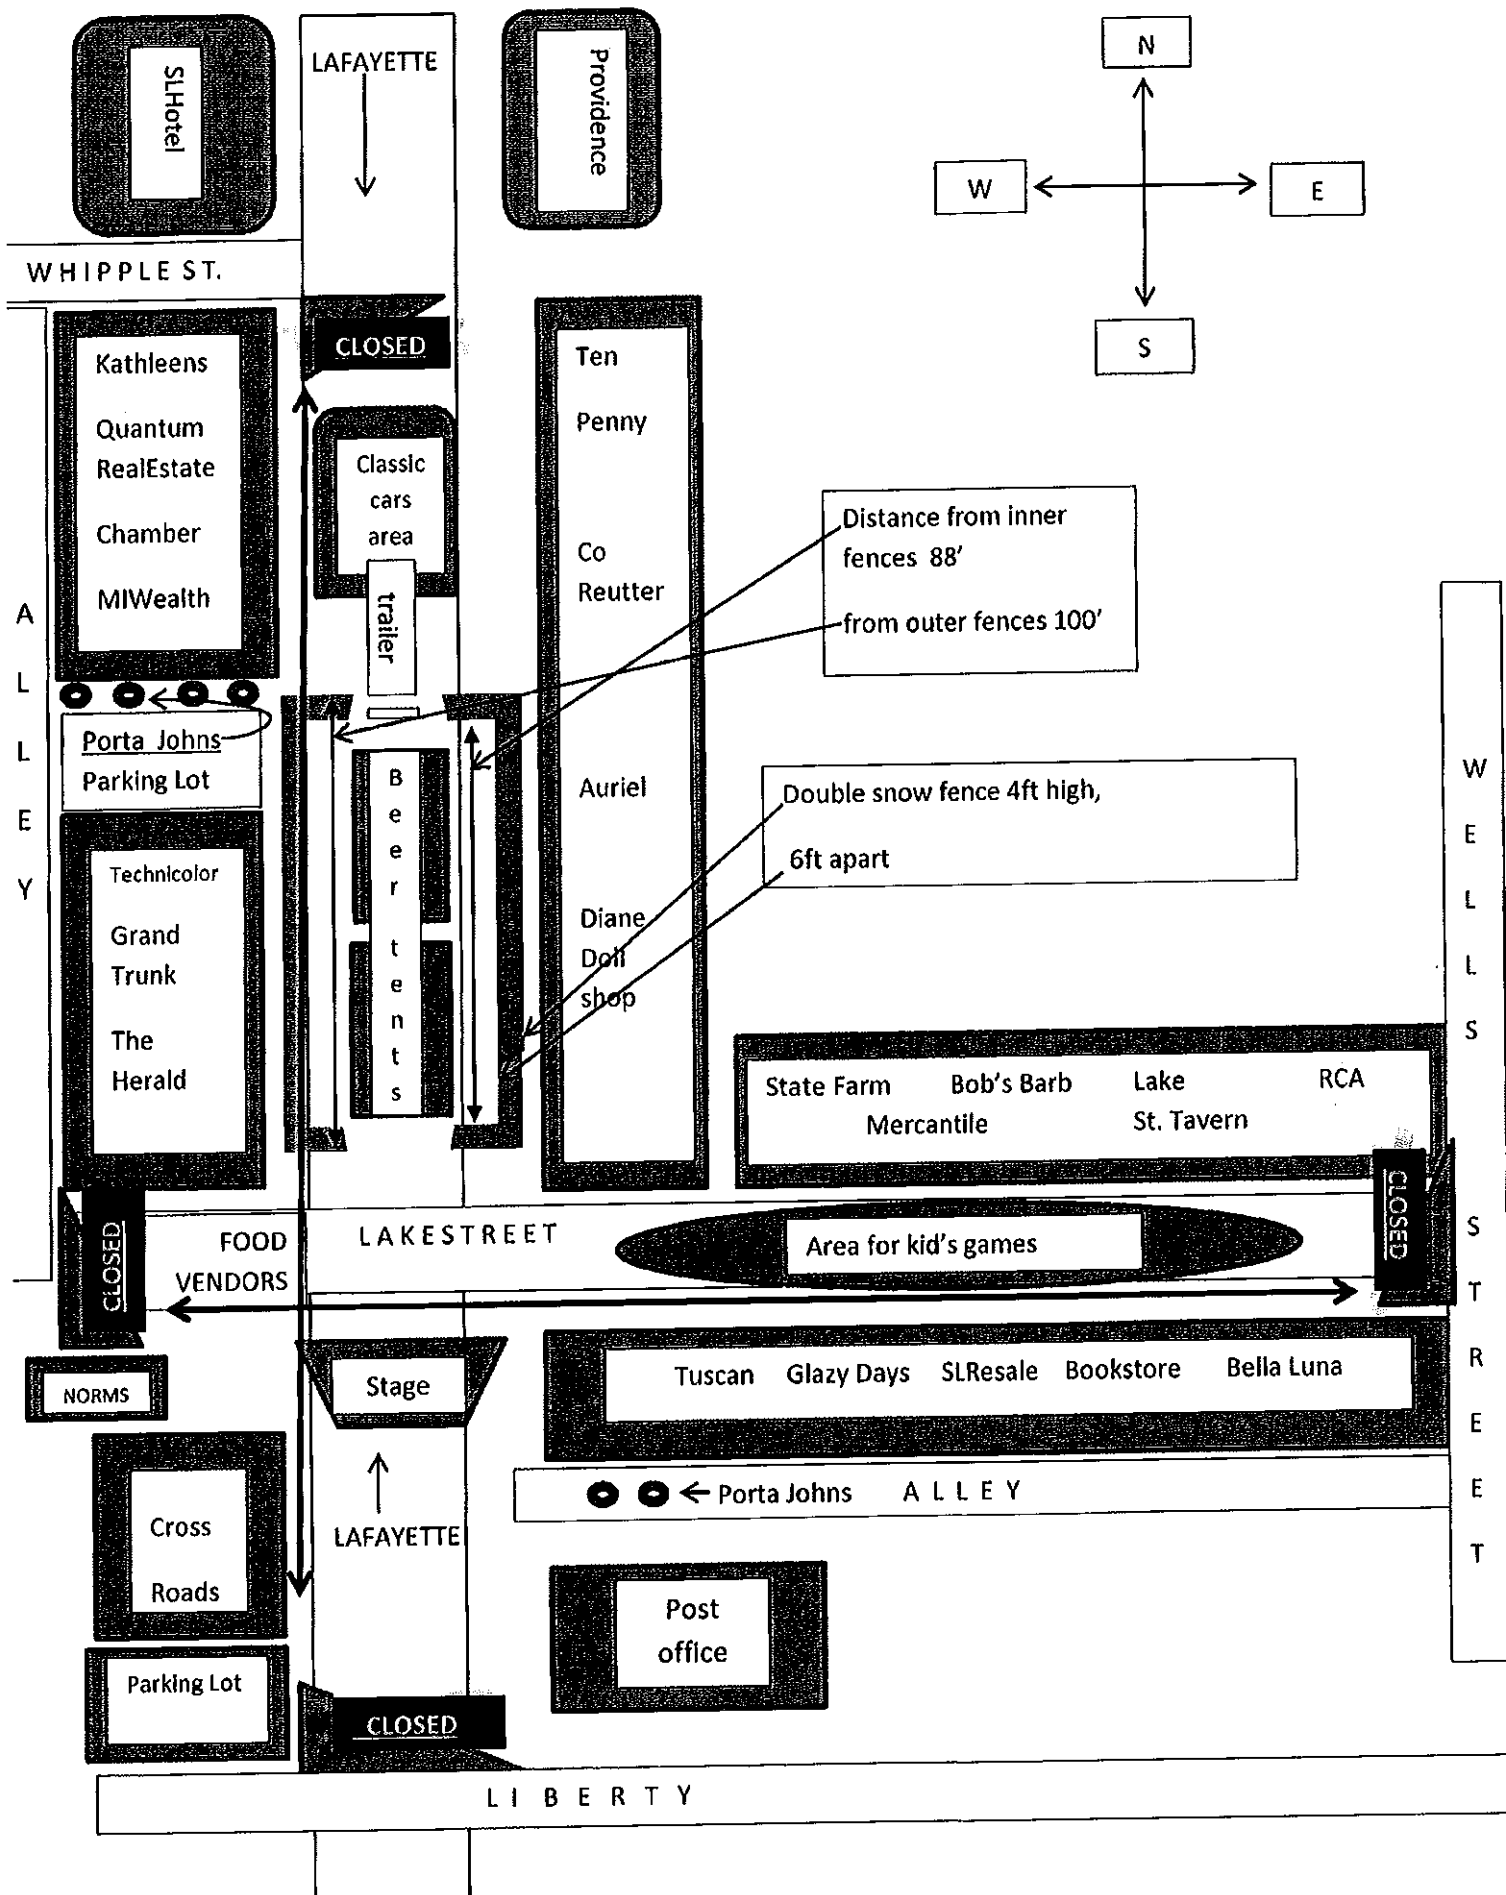 SLHotel
LAFAYETTE
Providence
N
W
E
S
WHIPPLE ST.
CLOSED
Kathleens
Quantum
RealEstate
Chamber
MIWealth
Classic
cars
area
trailer
Ten
Penny
Co
Reutter
Auriel
Diane
Doll
shop
Distance from inner
fences 88'
from outer fences 100'
ALLEY
Porta Johns
Parking Lot
Beer tents
Double snow fence 4ft high,
6ft apart
Technicolor
Grand
Trunk
The
Herald
WELLS STREET
State Farm Bob's Barb Lake RCA
Mercantile St. Tavern
CLOSED
FOOD
VENDORS
LAKESTREET
Area for kid's games
CLOSED
NORMS
Stage
Tuscan Glazy Days SLResale Bookstore Bella Luna
Porta Johns ALLEY
LAFAYETTE
Cross
Roads
Post
office
Parking Lot
CLOSED
LIBERTY